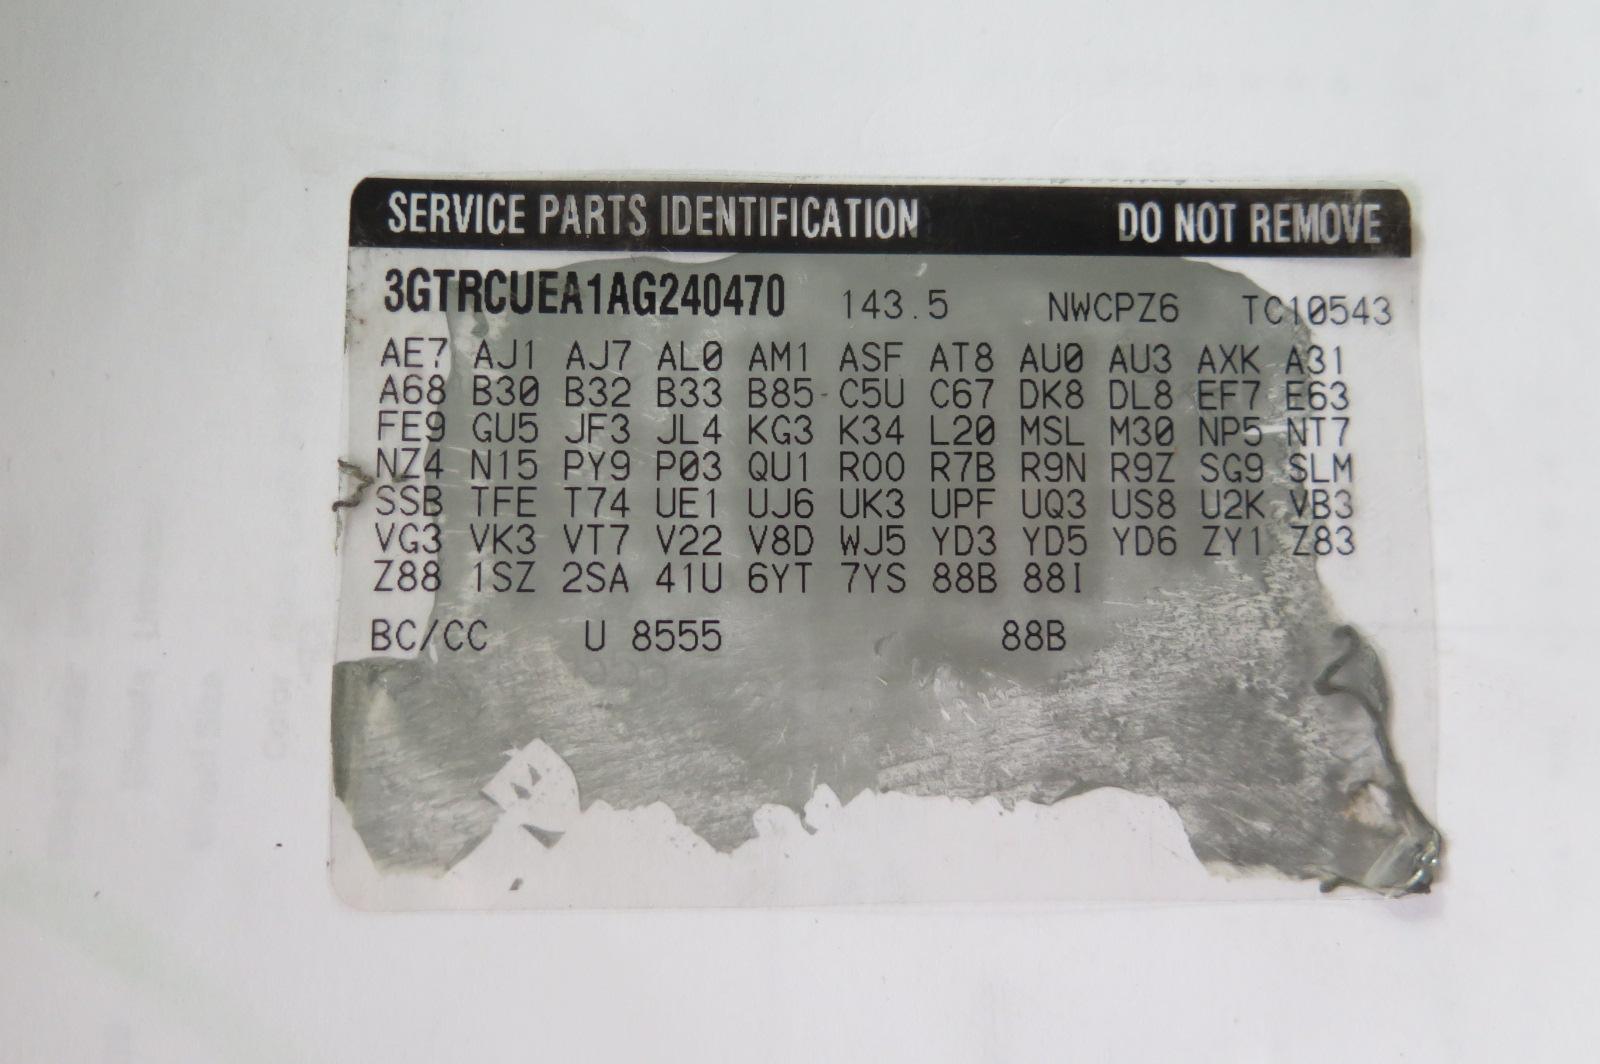 SERVICE PARTS IDENTIFICATION DO NOT REMOVE
3GTRCUEA1AG240470 143.5 NWCPZ6 TC10543
AE7 AJ1 AJ7 AL0 AM1 ASF AT8 AU0 AU3 AXK A31
A68 B30 B32 B33 B85 C5U C67 DK8 DL8 EF7 E63
FE9 GU5 JF3 JL4 KG3 K34 L20 MSL M30 NP5 NT7
NZ4 N15 PY9 P03 QU1 R00 R7B R9N R9Z SG9 SLM
SSB TFE T74 UE1 UJ6 UK3 UPF UQ3 US8 U2K VB3
VG3 VK3 VT7 V22 V8D WJ5 YD3 YD5 YD6 ZY1 Z83
Z88 1SZ 2SA 41U 6YT 7YS 88B 88I
BC/CC U 8555 88B